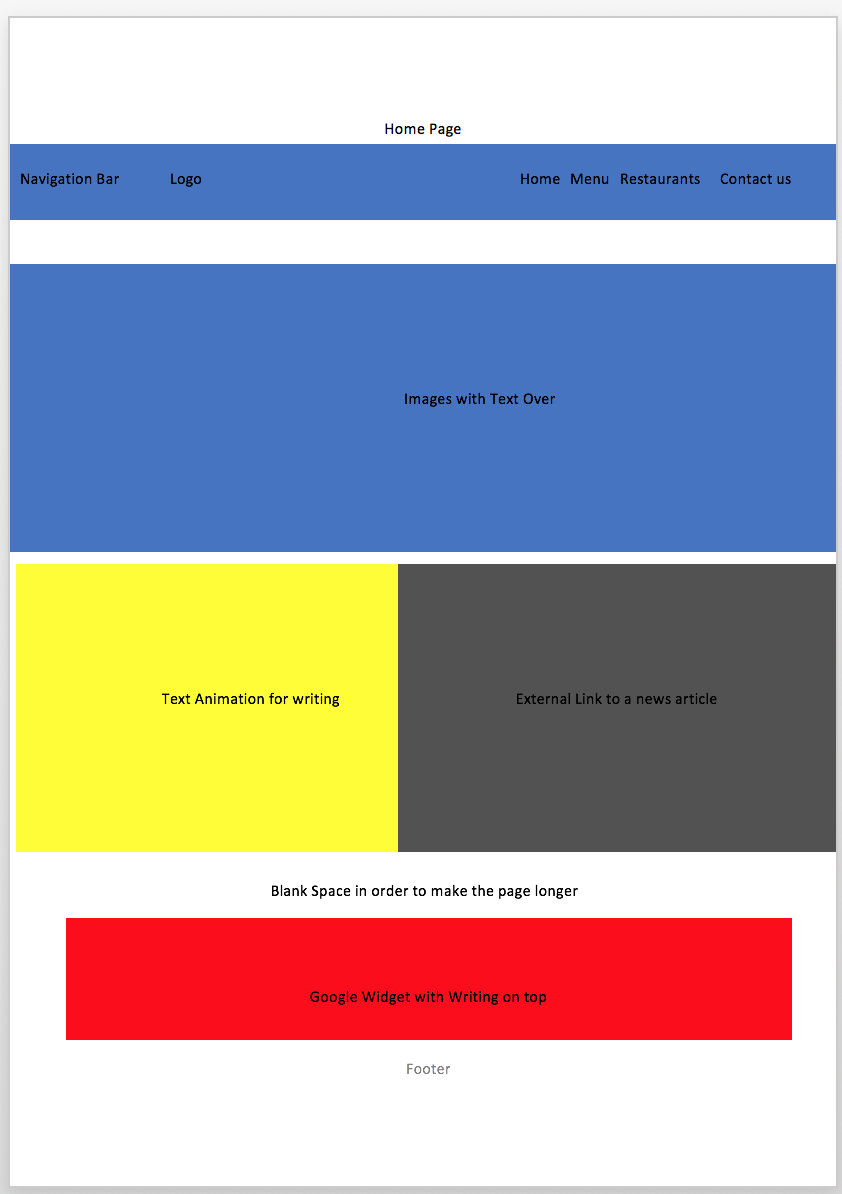 Home Page
Navigation Bar Logo Home Menu Restaurants Contact us
Images with Text Over
Text Animation for writing External Link to a news article
Blank Space in order to make the page longer
Google Widget with Writing on top
Footer